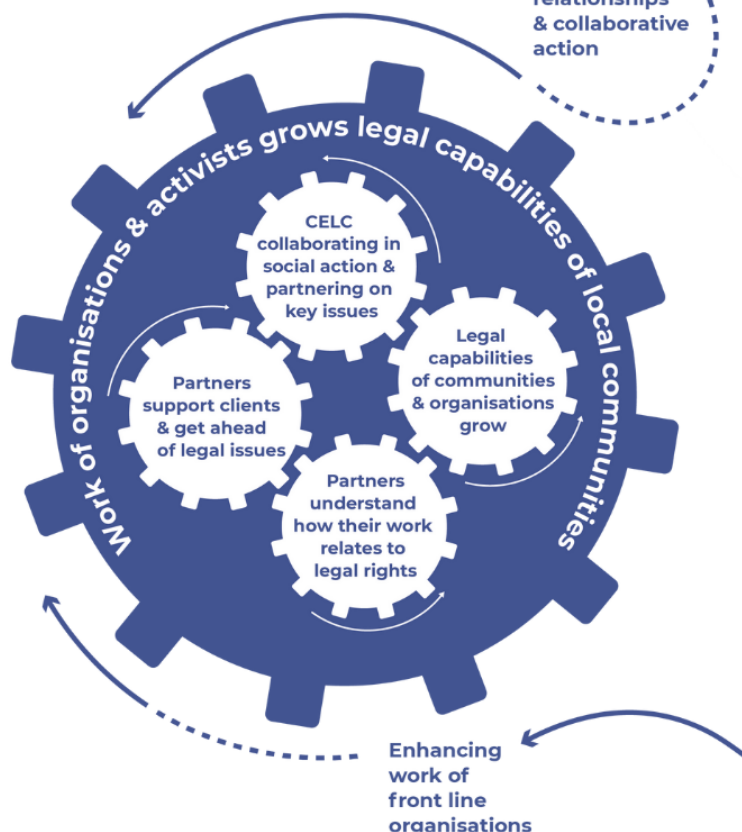 relationships
& collaborative
action
Work of organisations & activists grows legal capabilities of local communities
CELC
collaborating in
social action &
partnering on
key issues
Legal
capabilities
of communities
& organisations
grow
Partners
support clients
& get ahead
of legal issues
Partners
understand
how their work
relates to
legal rights
Enhancing
work of
front line
organisations